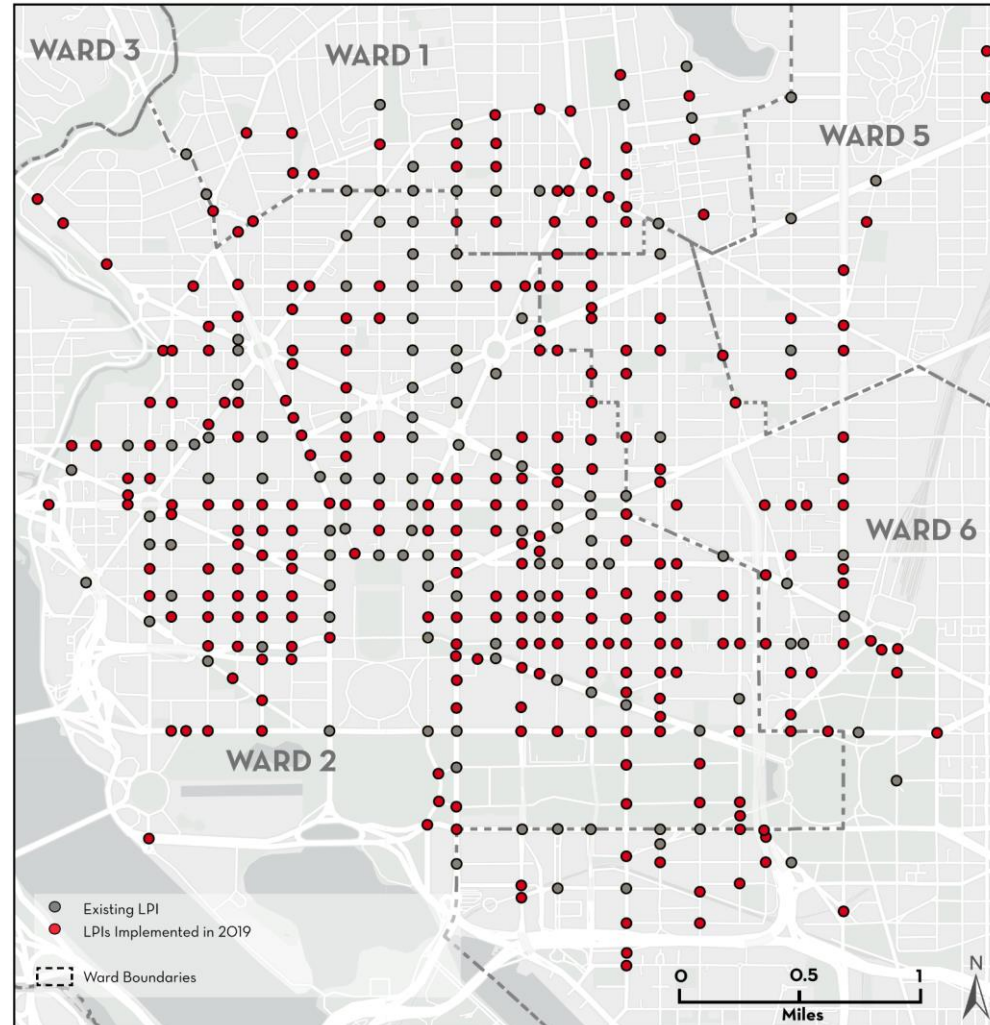 WARD 3
WARD 1
WARD 5
WARD 6
WARD 2
Existing LPI
LPIs Implemented in 2019
Ward Boundaries
0 0.5 1
Miles
N